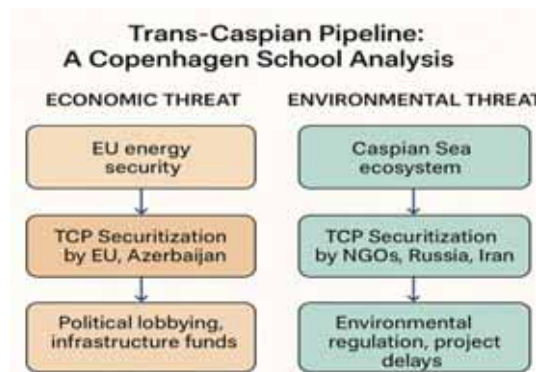 Trans-Caspian Pipeline:
A Copenhagen School Analysis
ECONOMIC THREAT
EU energy
security
TCP Securitization
by EU, Azerbaijan
Political lobbying,
infrastructure funds
ENVIRONMENTAL THREAT
Caspian Sea
ecosystem
TCP Securitization
by NGOs, Russia, Iran
Environmental
regulation, project
delays